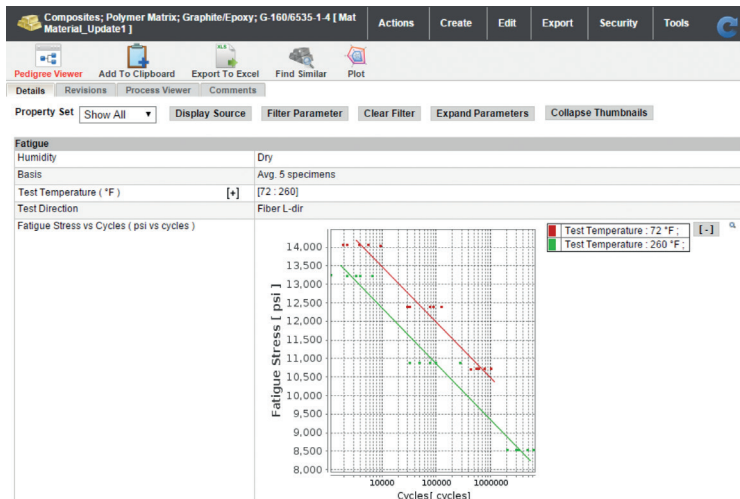 Composites; Polymer Matrix; Graphite/Epoxy; G-160/6535-1-4 [ Mat
Material_Update1 ]
Actions
Create
Edit
Export
Security
Tools
XLS
Pedigree Viewer
Add To Clipboard
Export To Excel
Find Similar
Plot
Details
Revisions
Process Viewer
Comments
Property Set
Show All
Display Source
Filter Parameter
Clear Filter
Expand Parameters
Collapse Thumbnails
Fatigue
Humidity Dry
Basis Avg. 5 specimens
Test Temperature ( °F ) [+] [72 : 260]
Test Direction Fiber L-dir
Fatigue Stress vs Cycles ( psi vs cycles )
Test Temperature : 72 °F ; [-]
Test Temperature : 260 °F ;
Fatigue Stress [ psi ]
14,000
13,500
13,000
12,500
12,000
11,500
11,000
10,500
10,000
9,500
9,000
8,500
8,000
10000 100000 1000000
Cycles[ cycles]